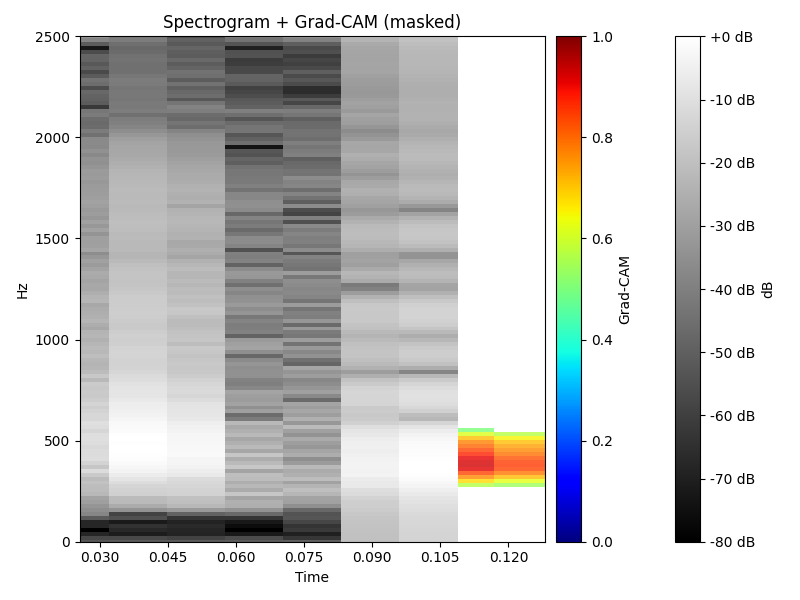 Spectrogram + Grad-CAM (masked)
2500
2000
1500
1000
500
0
Hz
0.030 0.045 0.060 0.075 0.090 0.105 0.120
Time
1.0
0.8
0.6
0.4
0.2
0.0
Grad-CAM
+0 dB
-10 dB
-20 dB
-30 dB
-40 dB
-50 dB
-60 dB
-70 dB
-80 dB
dB